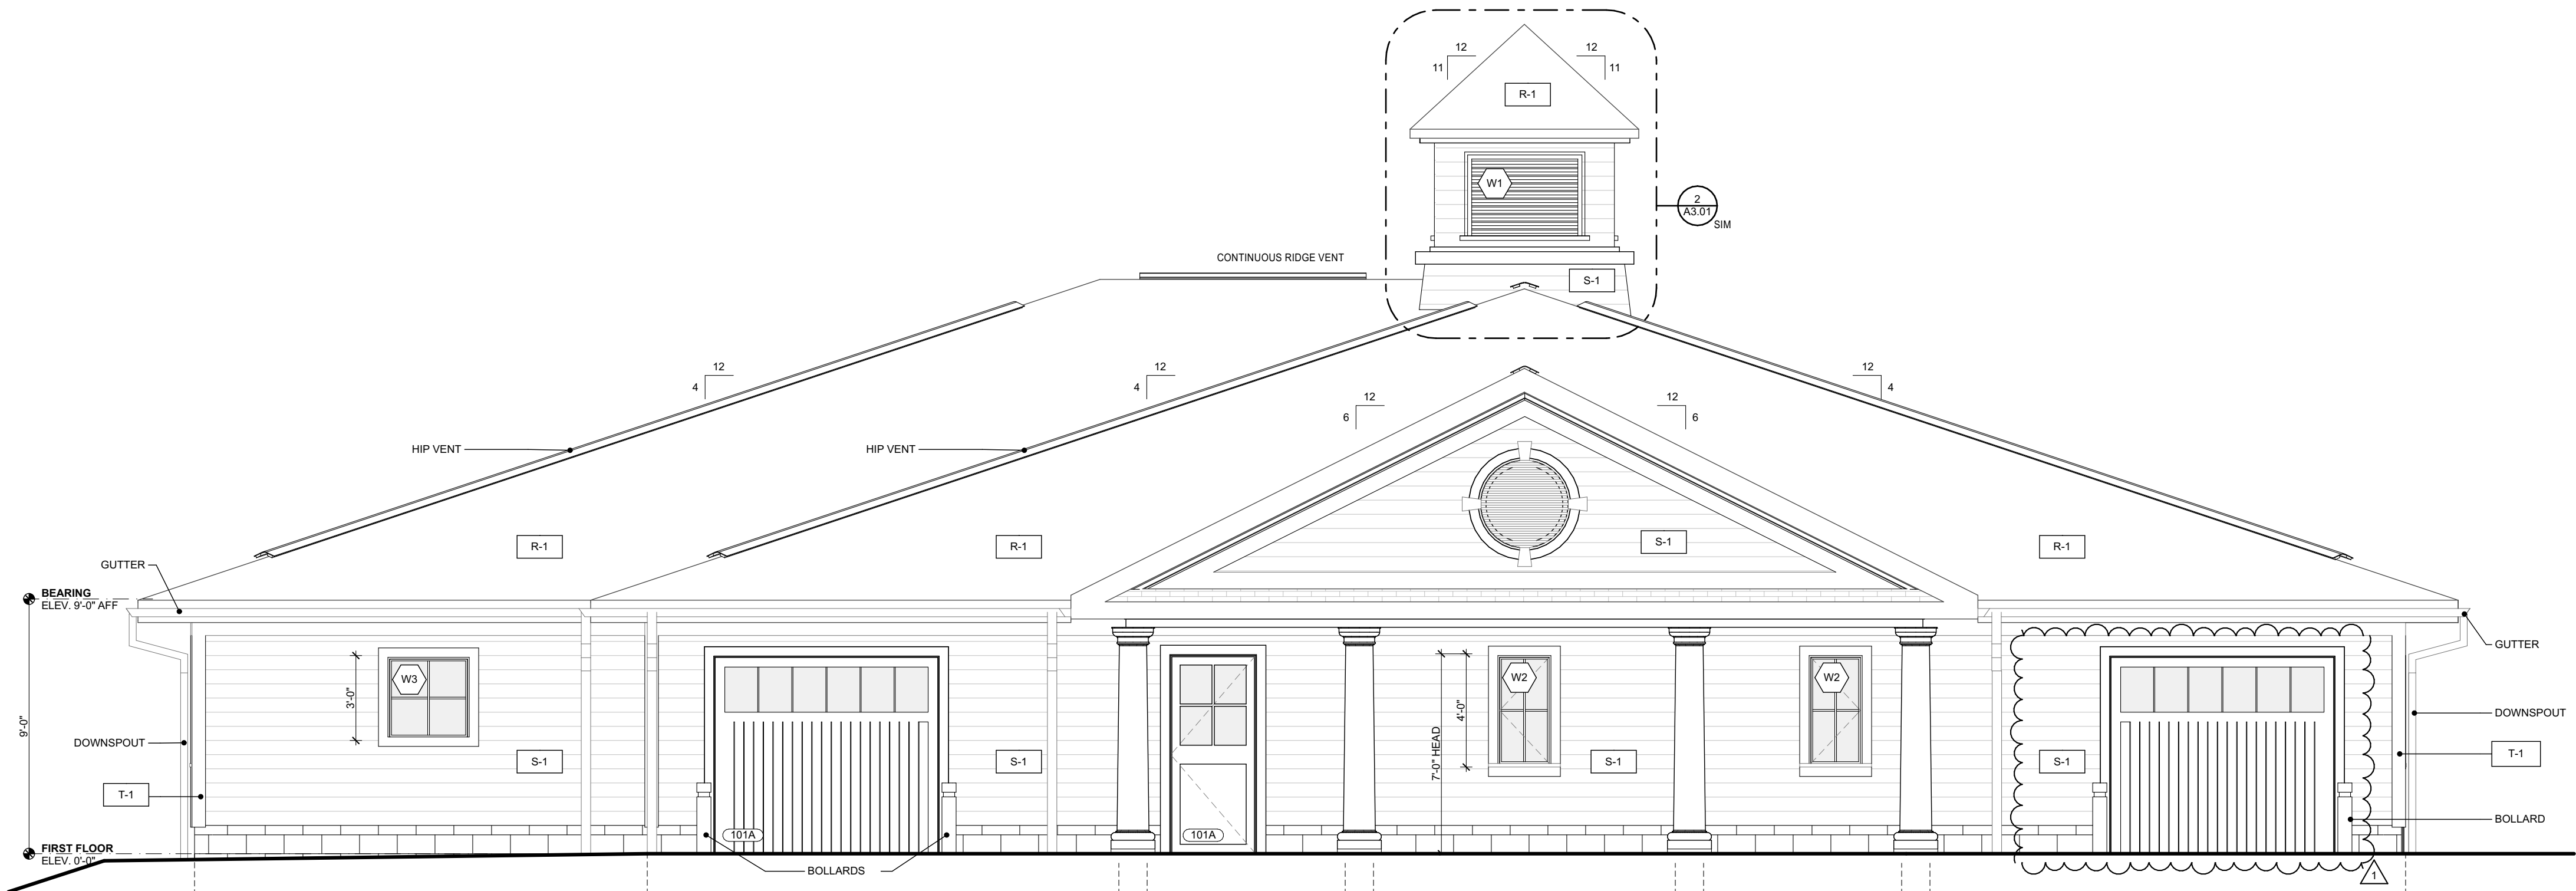 12
12
11
11
R-1
W1
2
A3.01
SIM
CONTINUOUS RIDGE VENT
S-1
12
4
12
4
12
4
12
6
12
6
HIP VENT
HIP VENT
R-1
R-1
S-1
R-1
GUTTER
BEARING
ELEV. 9'-0" AFF
GUTTER
W3
3'-0"
W2
W2
4'-0"
7'-0" HEAD
9'-0"
DOWNSPOUT
DOWNSPOUT
S-1
S-1
S-1
S-1
T-1
T-1
BOLLARD
101A
101A
FIRST FLOOR
ELEV. 0'-0"
BOLLARDS
1